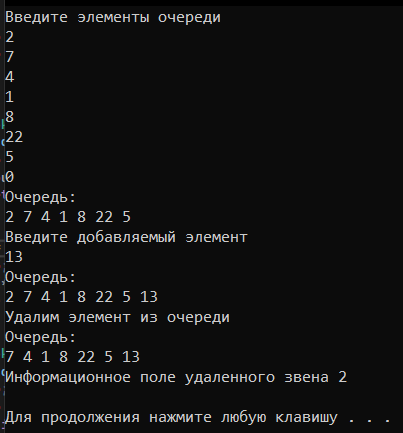 Введите элементы очереди
2
7
4
1
8
22
5
0
Очередь:
2 7 4 1 8 22 5
Введите добавляемый элемент
13
Очередь:
2 7 4 1 8 22 5 13
Удалим элемент из очереди
Очередь:
7 4 1 8 22 5 13
Информационное поле удаленного звена 2
Для продолжения нажмите любую клавишу . . .